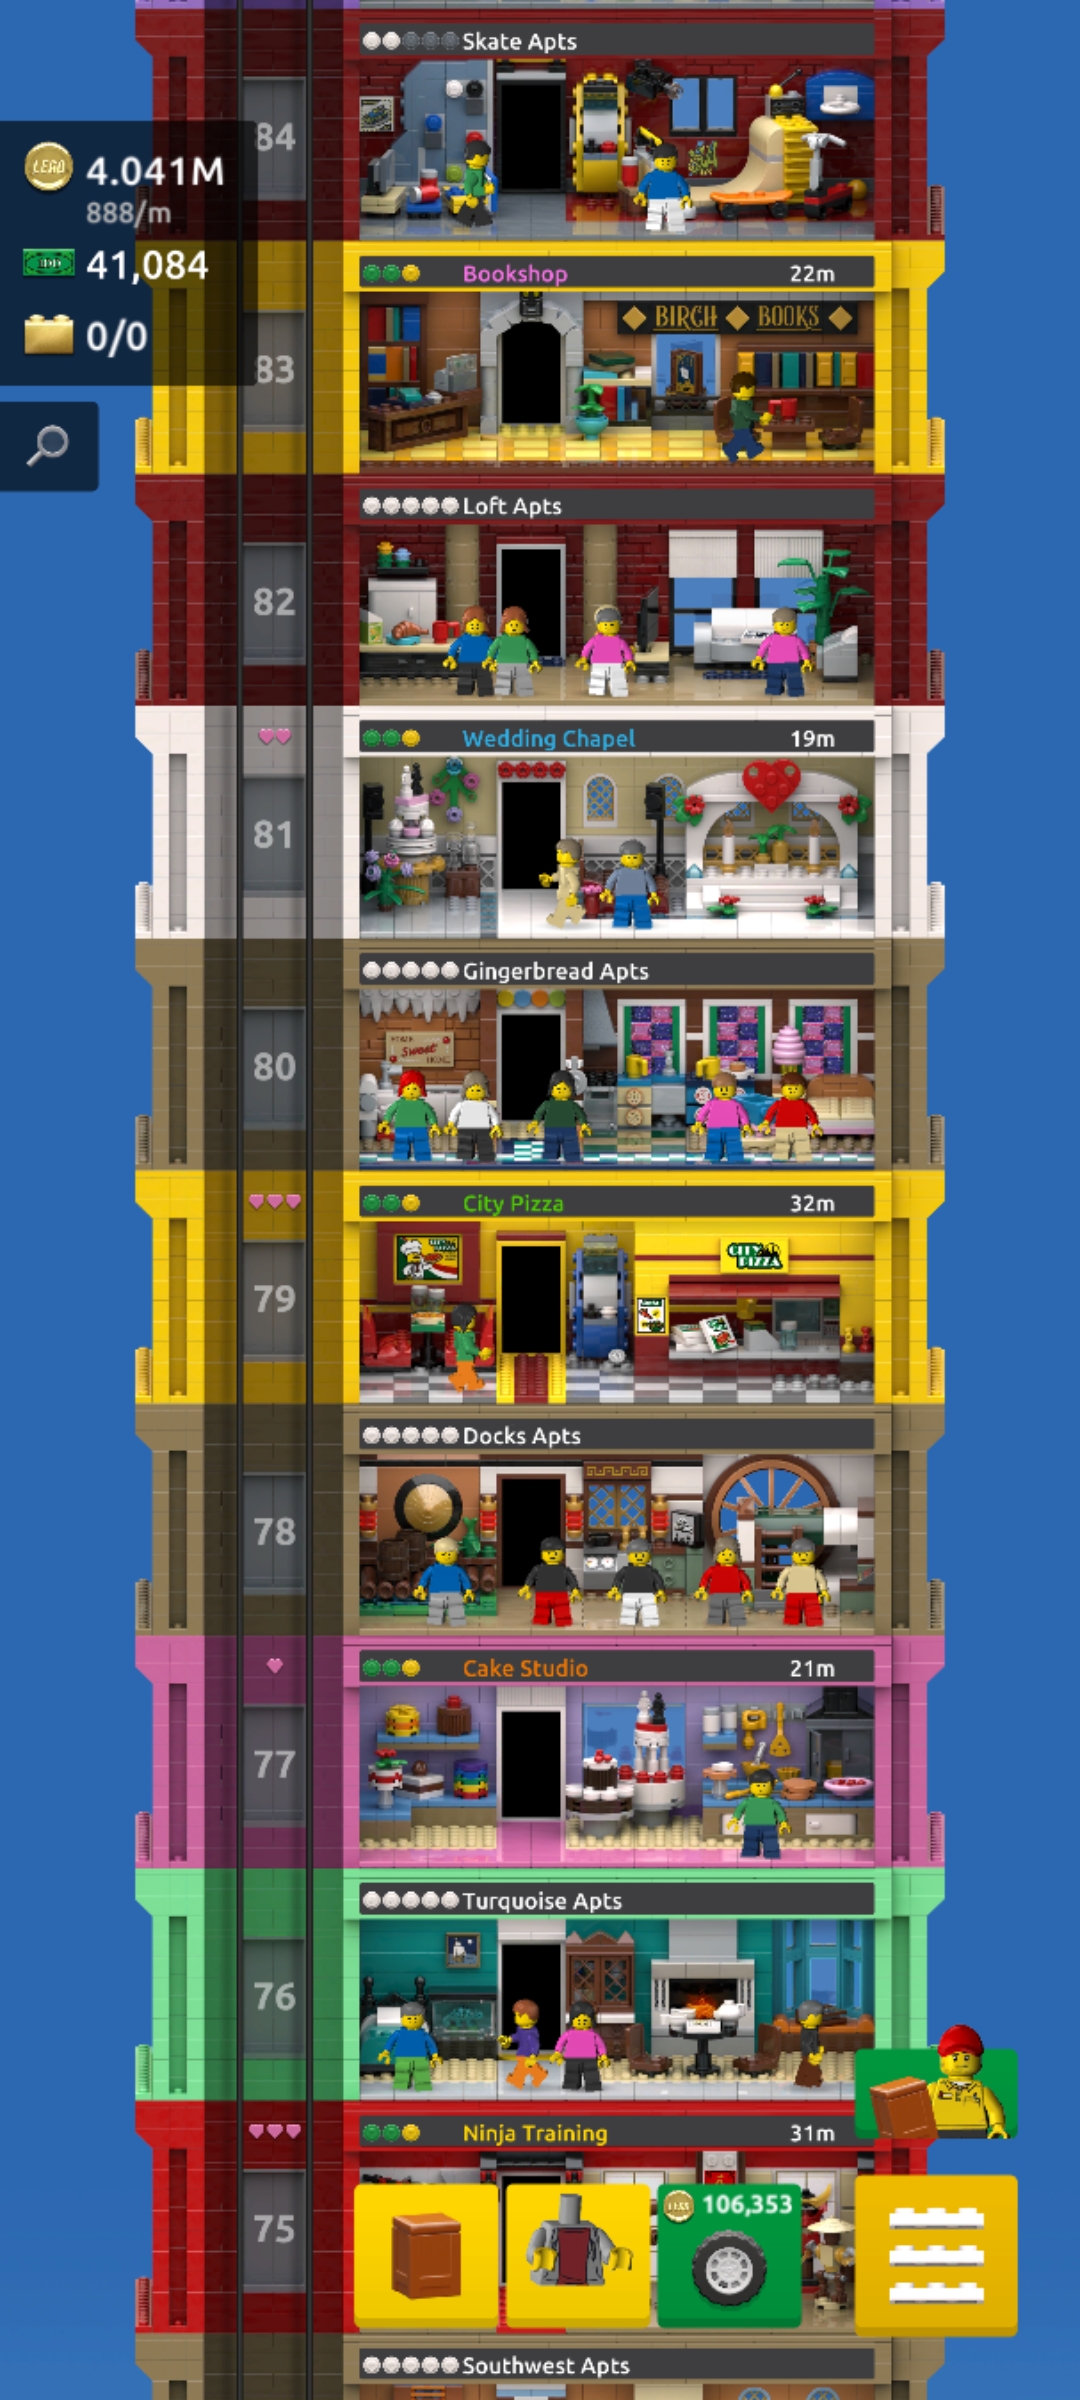 Skate Apts
84
LEGO
4.041M
888/m
41,084
0/0
Bookshop 22m
BIRCH BOOKS
83
Loft Apts
82
Wedding Chapel 19m
81
Gingerbread Apts
Sweet
80
City Pizza 32m
CITY PIZZA
79
Docks Apts
78
Cake Studio 21m
77
Turquoise Apts
76
Ninja Training 31m
75
106,353
Southwest Apts